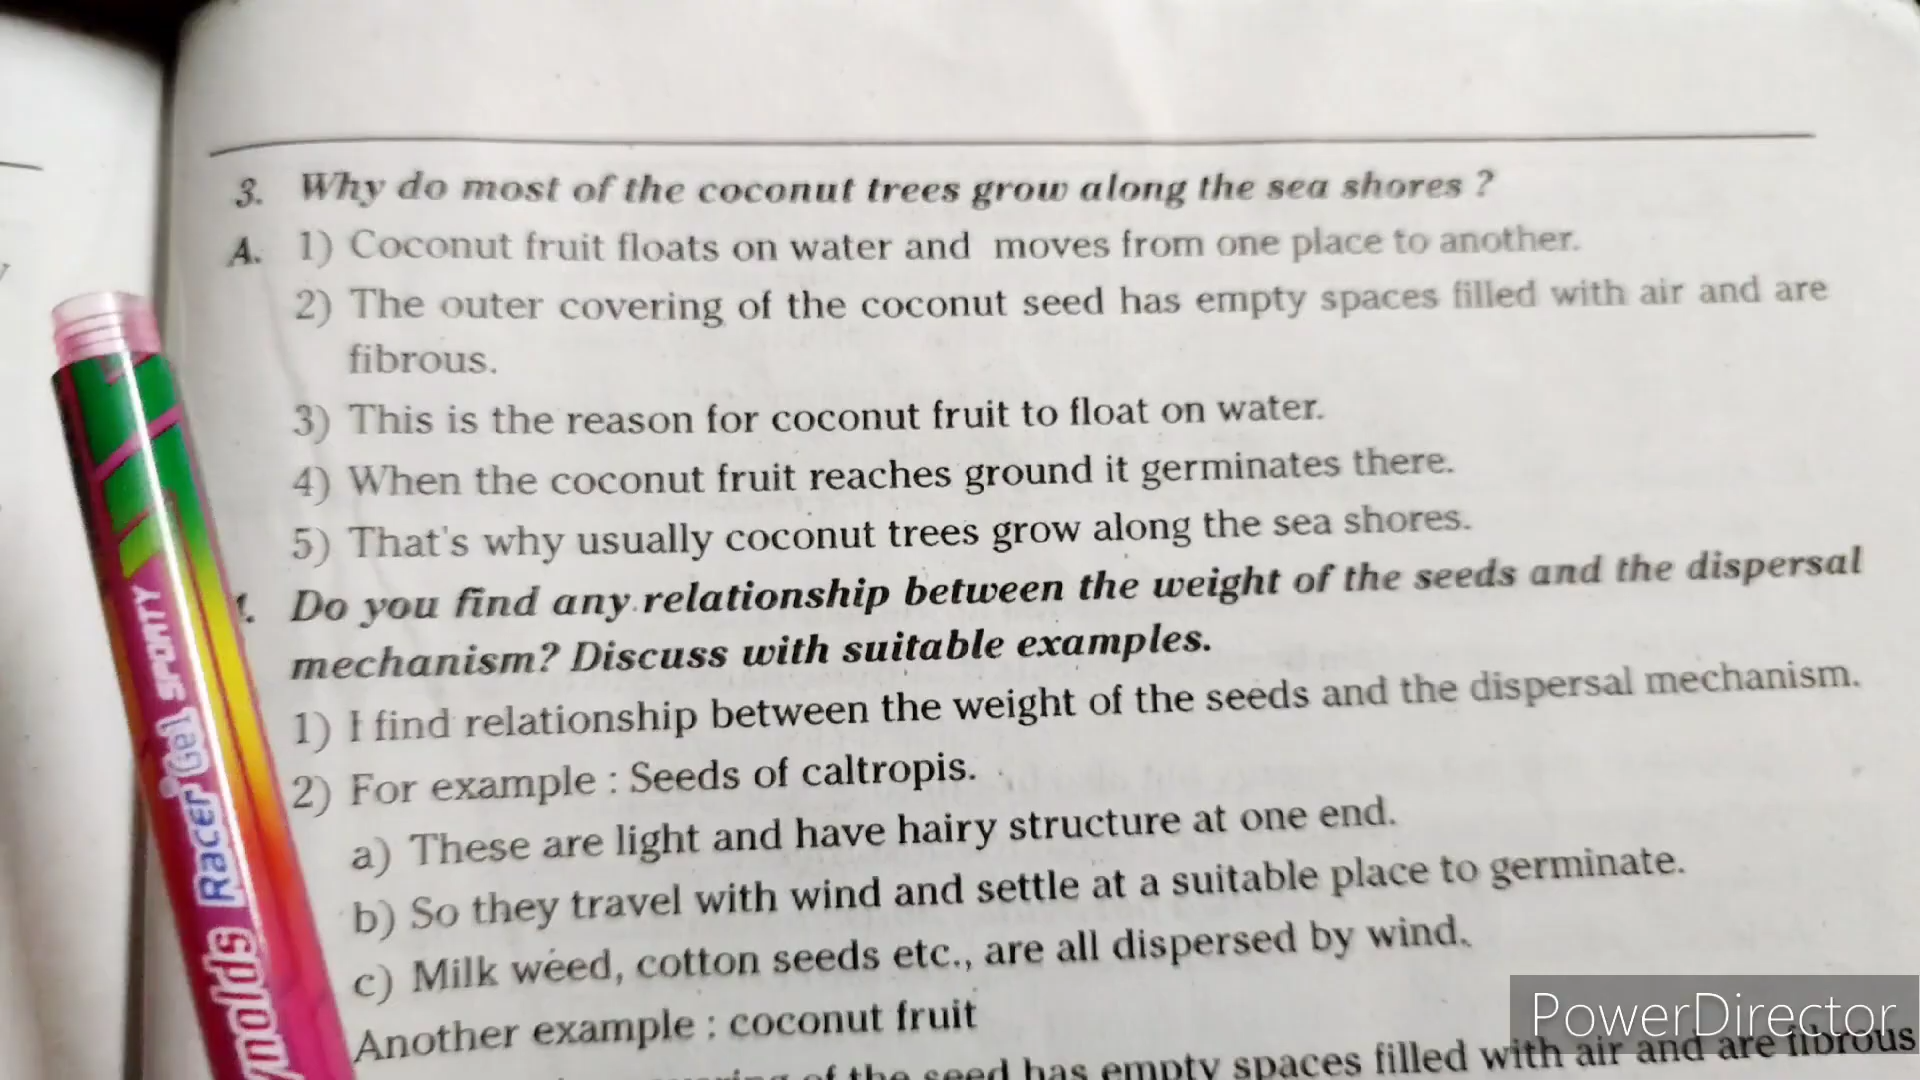 3. Why do most of the coconut trees grow along the sea shores ?
A. 1) Coconut fruit floats on water and moves from one place to another.
2) The outer covering of the coconut seed has empty spaces filled with air and are
fibrous.
3) This is the reason for coconut fruit to float on water.
4) When the coconut fruit reaches ground it germinates there.
5) That's why usually coconut trees grow along the sea shores.
Do you find any relationship between the weight of the seeds and the dispersal
mechanism? Discuss with suitable examples.
1) I find relationship between the weight of the seeds and the dispersal mechanism.
2) For example : Seeds of caltropis.
a) These are light and have hairy structure at one end.
b) So they travel with wind and settle at a suitable place to germinate.
c) Milk weed, cotton seeds etc., are all dispersed by wind.
Another example : coconut fruit
of the seed has empty spaces filled with air and are fibrous
Racer Gel SPORTY
PowerDirector